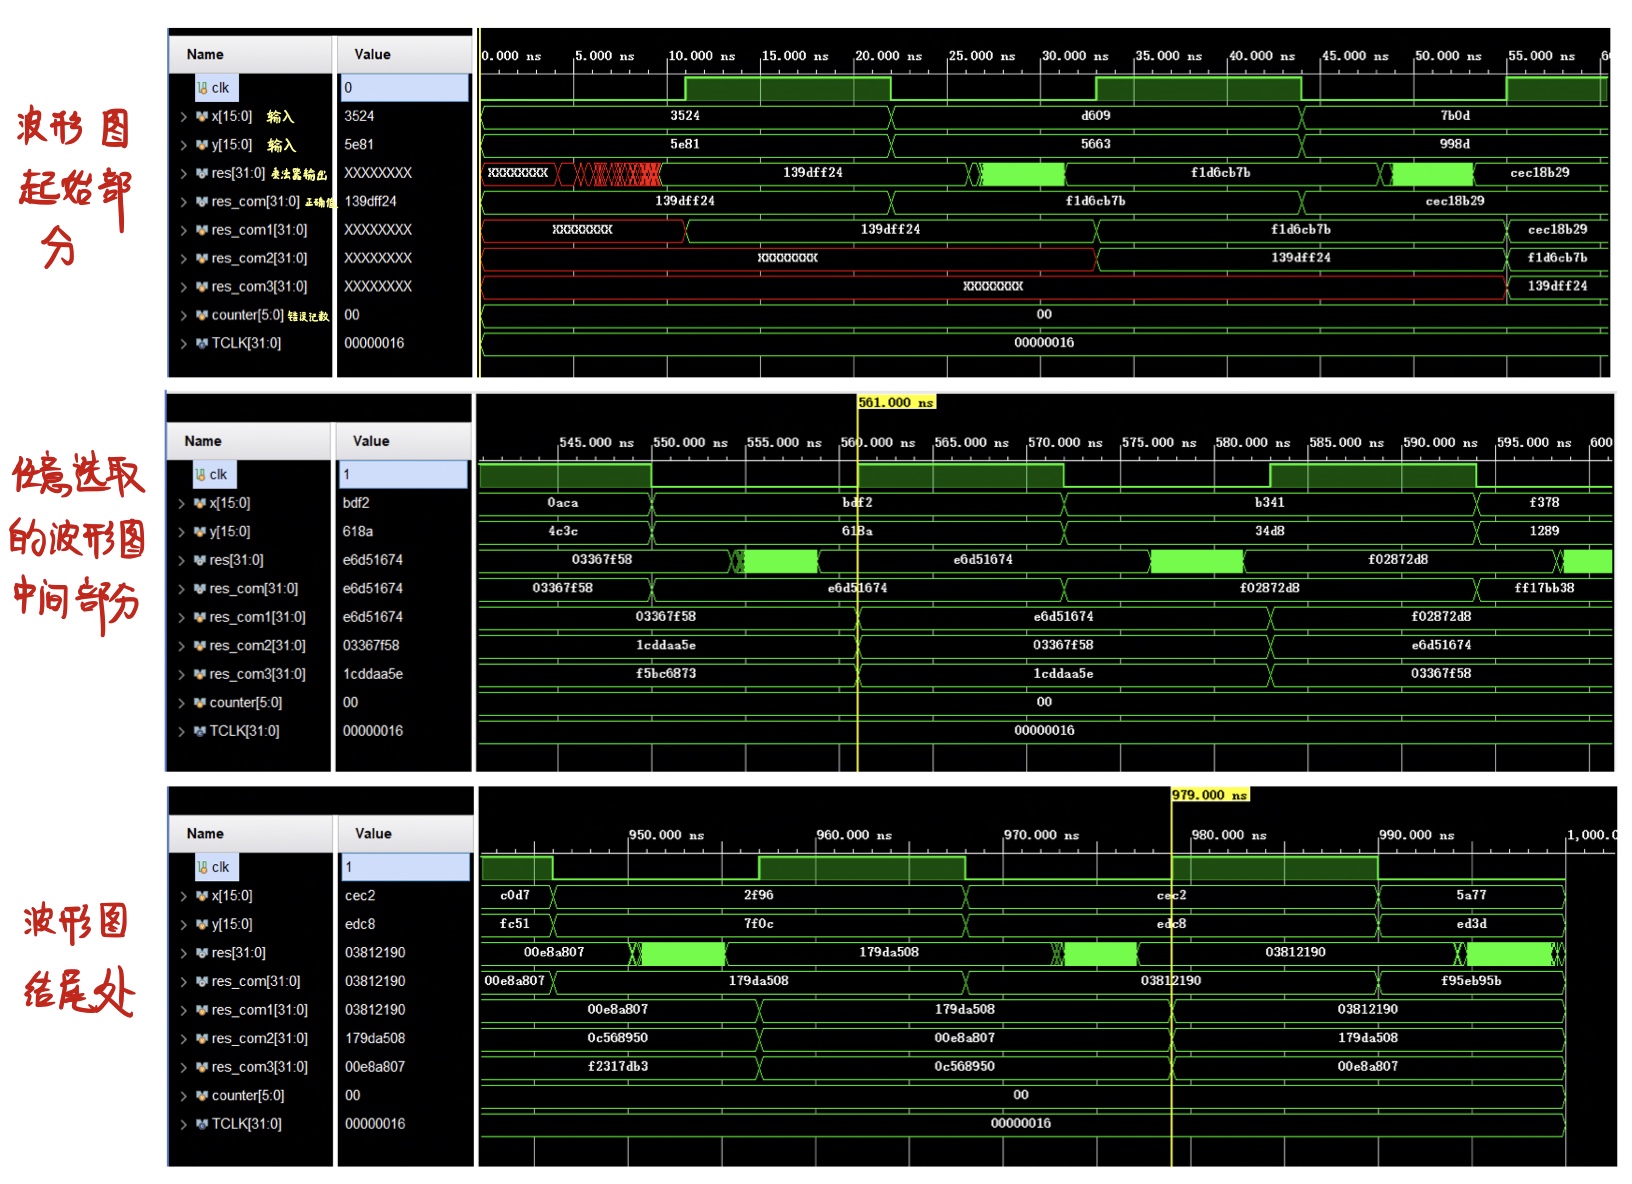 波形图
起始部
分
Name Value
0.000 ns 5.000 ns 10.000 ns 15.000 ns 20.000 ns 25.000 ns 30.000 ns 35.000 ns 40.000 ns 45.000 ns 50.000 ns 55.000 ns 60
clk 0
x[15:0] 输入 3524 3524 d609 7b0d
y[15:0] 输入 5e81 5e81 5663 998d
res[31:0] 乘法器输出 XXXXXXXX XXXXXXXX 139dff24 f1d6cb7b cec18b29
res_com[31:0] 正确值 139dff24 139dff24 f1d6cb7b cec18b29
res_com1[31:0] XXXXXXXX XXXXXXXX 139dff24 f1d6cb7b cec18b29
res_com2[31:0] XXXXXXXX XXXXXXXX 139dff24 f1d6cb7b
res_com3[31:0] XXXXXXXX XXXXXXXX 139dff24
counter[5:0] 错误记数 00 00
TCLK[31:0] 00000016 00000016
任意选取
的波形图
中间部分
561.000 ns
Name Value
545.000 ns 550.000 ns 555.000 ns 560.000 ns 565.000 ns 570.000 ns 575.000 ns 580.000 ns 585.000 ns 590.000 ns 595.000 ns 600
clk 1
x[15:0] bdf2 0aca bdf2 b341 f378
y[15:0] 618a 4c3c 618a 34d8 1289
res[31:0] e6d51674 03367f58 e6d51674 f02872d8
res_com[31:0] e6d51674 03367f58 e6d51674 f02872d8 ff17bb38
res_com1[31:0] e6d51674 03367f58 e6d51674 f02872d8
res_com2[31:0] 03367f58 1cddaa5e 03367f58 e6d51674
res_com3[31:0] 1cddaa5e f5bc6873 1cddaa5e 03367f58
counter[5:0] 00 00
TCLK[31:0] 00000016 00000016
波形图
结尾处
979.000 ns
Name Value
950.000 ns 960.000 ns 970.000 ns 980.000 ns 990.000 ns 1,000.0
clk 1
x[15:0] cec2 c0d7 2f96 cec2 5a77
y[15:0] edc8 fc51 7f0c edc8 ed3d
res[31:0] 03812190 00e8a807 179da508 03812190
res_com[31:0] 03812190 00e8a807 179da508 03812190 f95eb95b
res_com1[31:0] 03812190 00e8a807 179da508 03812190
res_com2[31:0] 179da508 0c568950 00e8a807 179da508
res_com3[31:0] 00e8a807 f2317db3 0c568950 00e8a807
counter[5:0] 00 00
TCLK[31:0] 00000016 00000016